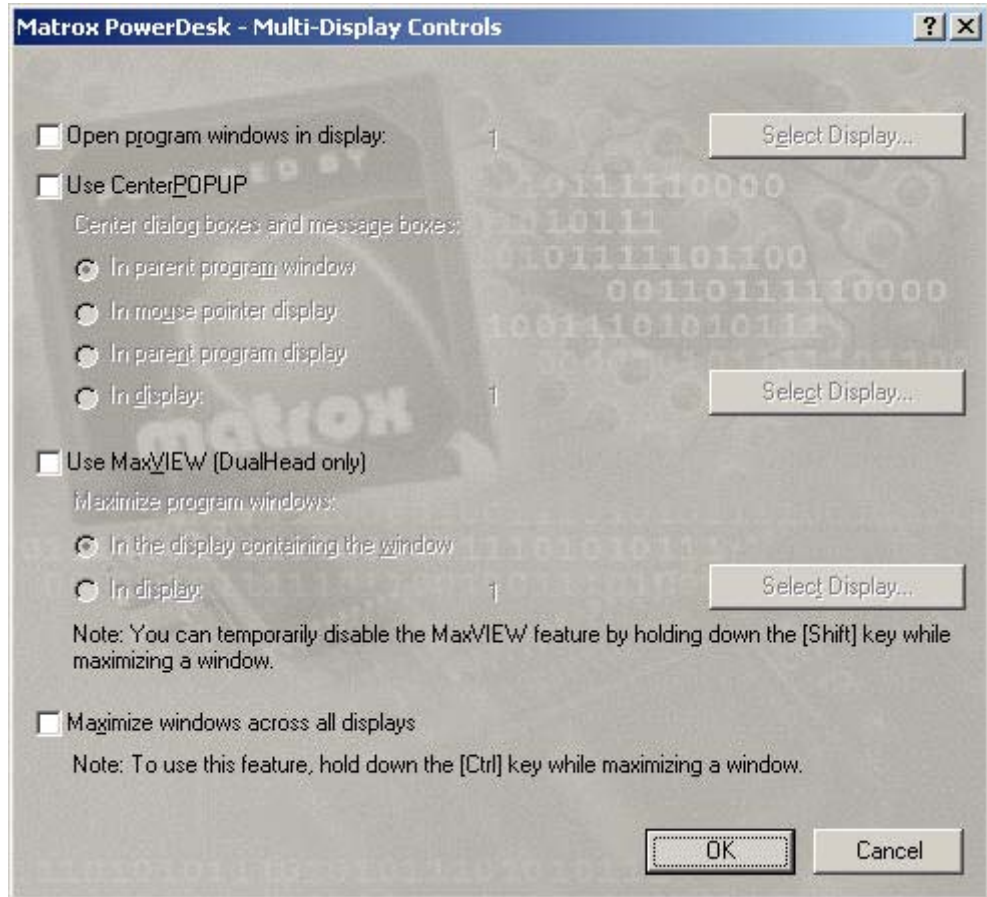 Matrox PowerDesk - Multi-Display Controls
Open program windows in display: 1 Select Display...
Use CenterPOPUP
Center dialog boxes and message boxes:
In parent program window
In mouse pointer display
In parent program display
In display: 1 Select Display...
Use MaxVIEW (DualHead only)
Maximize program windows:
In the display containing the window
In display: 1 Select Display...
Note: You can temporarily disable the MaxVIEW feature by holding down the [Shift] key while
maximizing a window.
Maximize windows across all displays
Note: To use this feature, hold down the [Ctrl] key while maximizing a window.
OK Cancel
POWERED BY
matrox